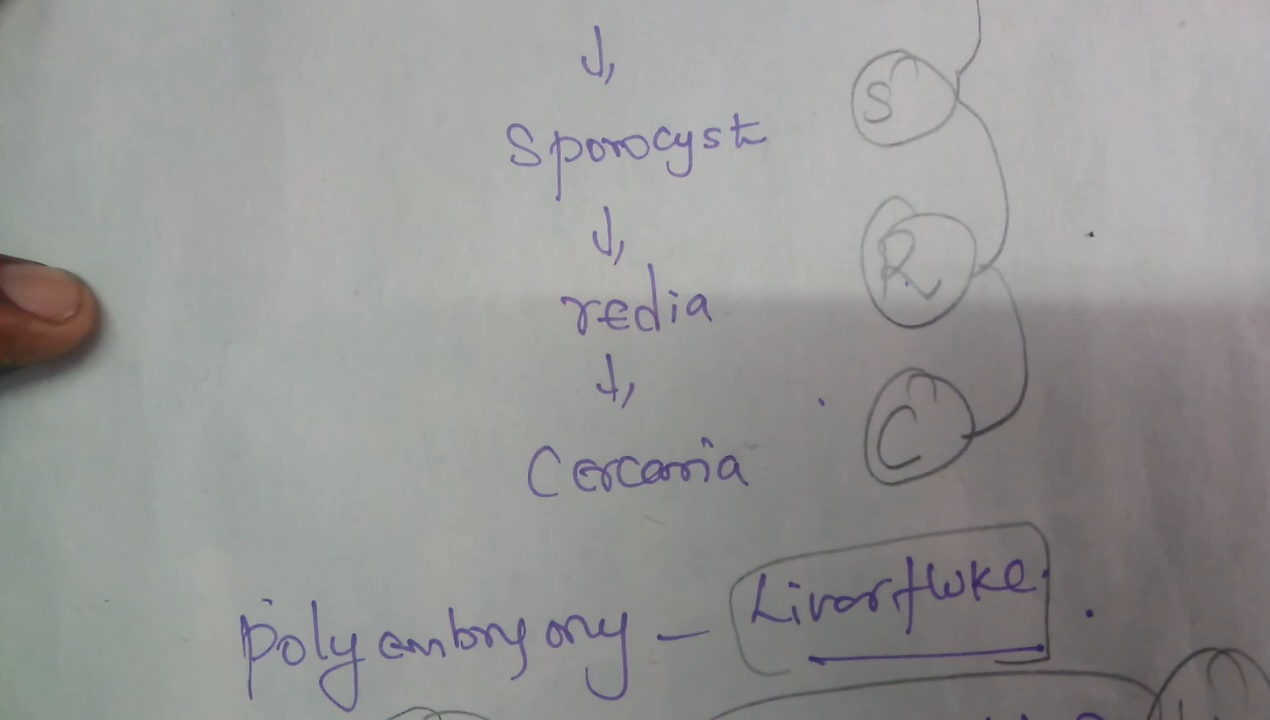 ↓
Sporocyst
S
↓
redia
R
↓
Cercaria
C
Polyembryony - Liverfluke.